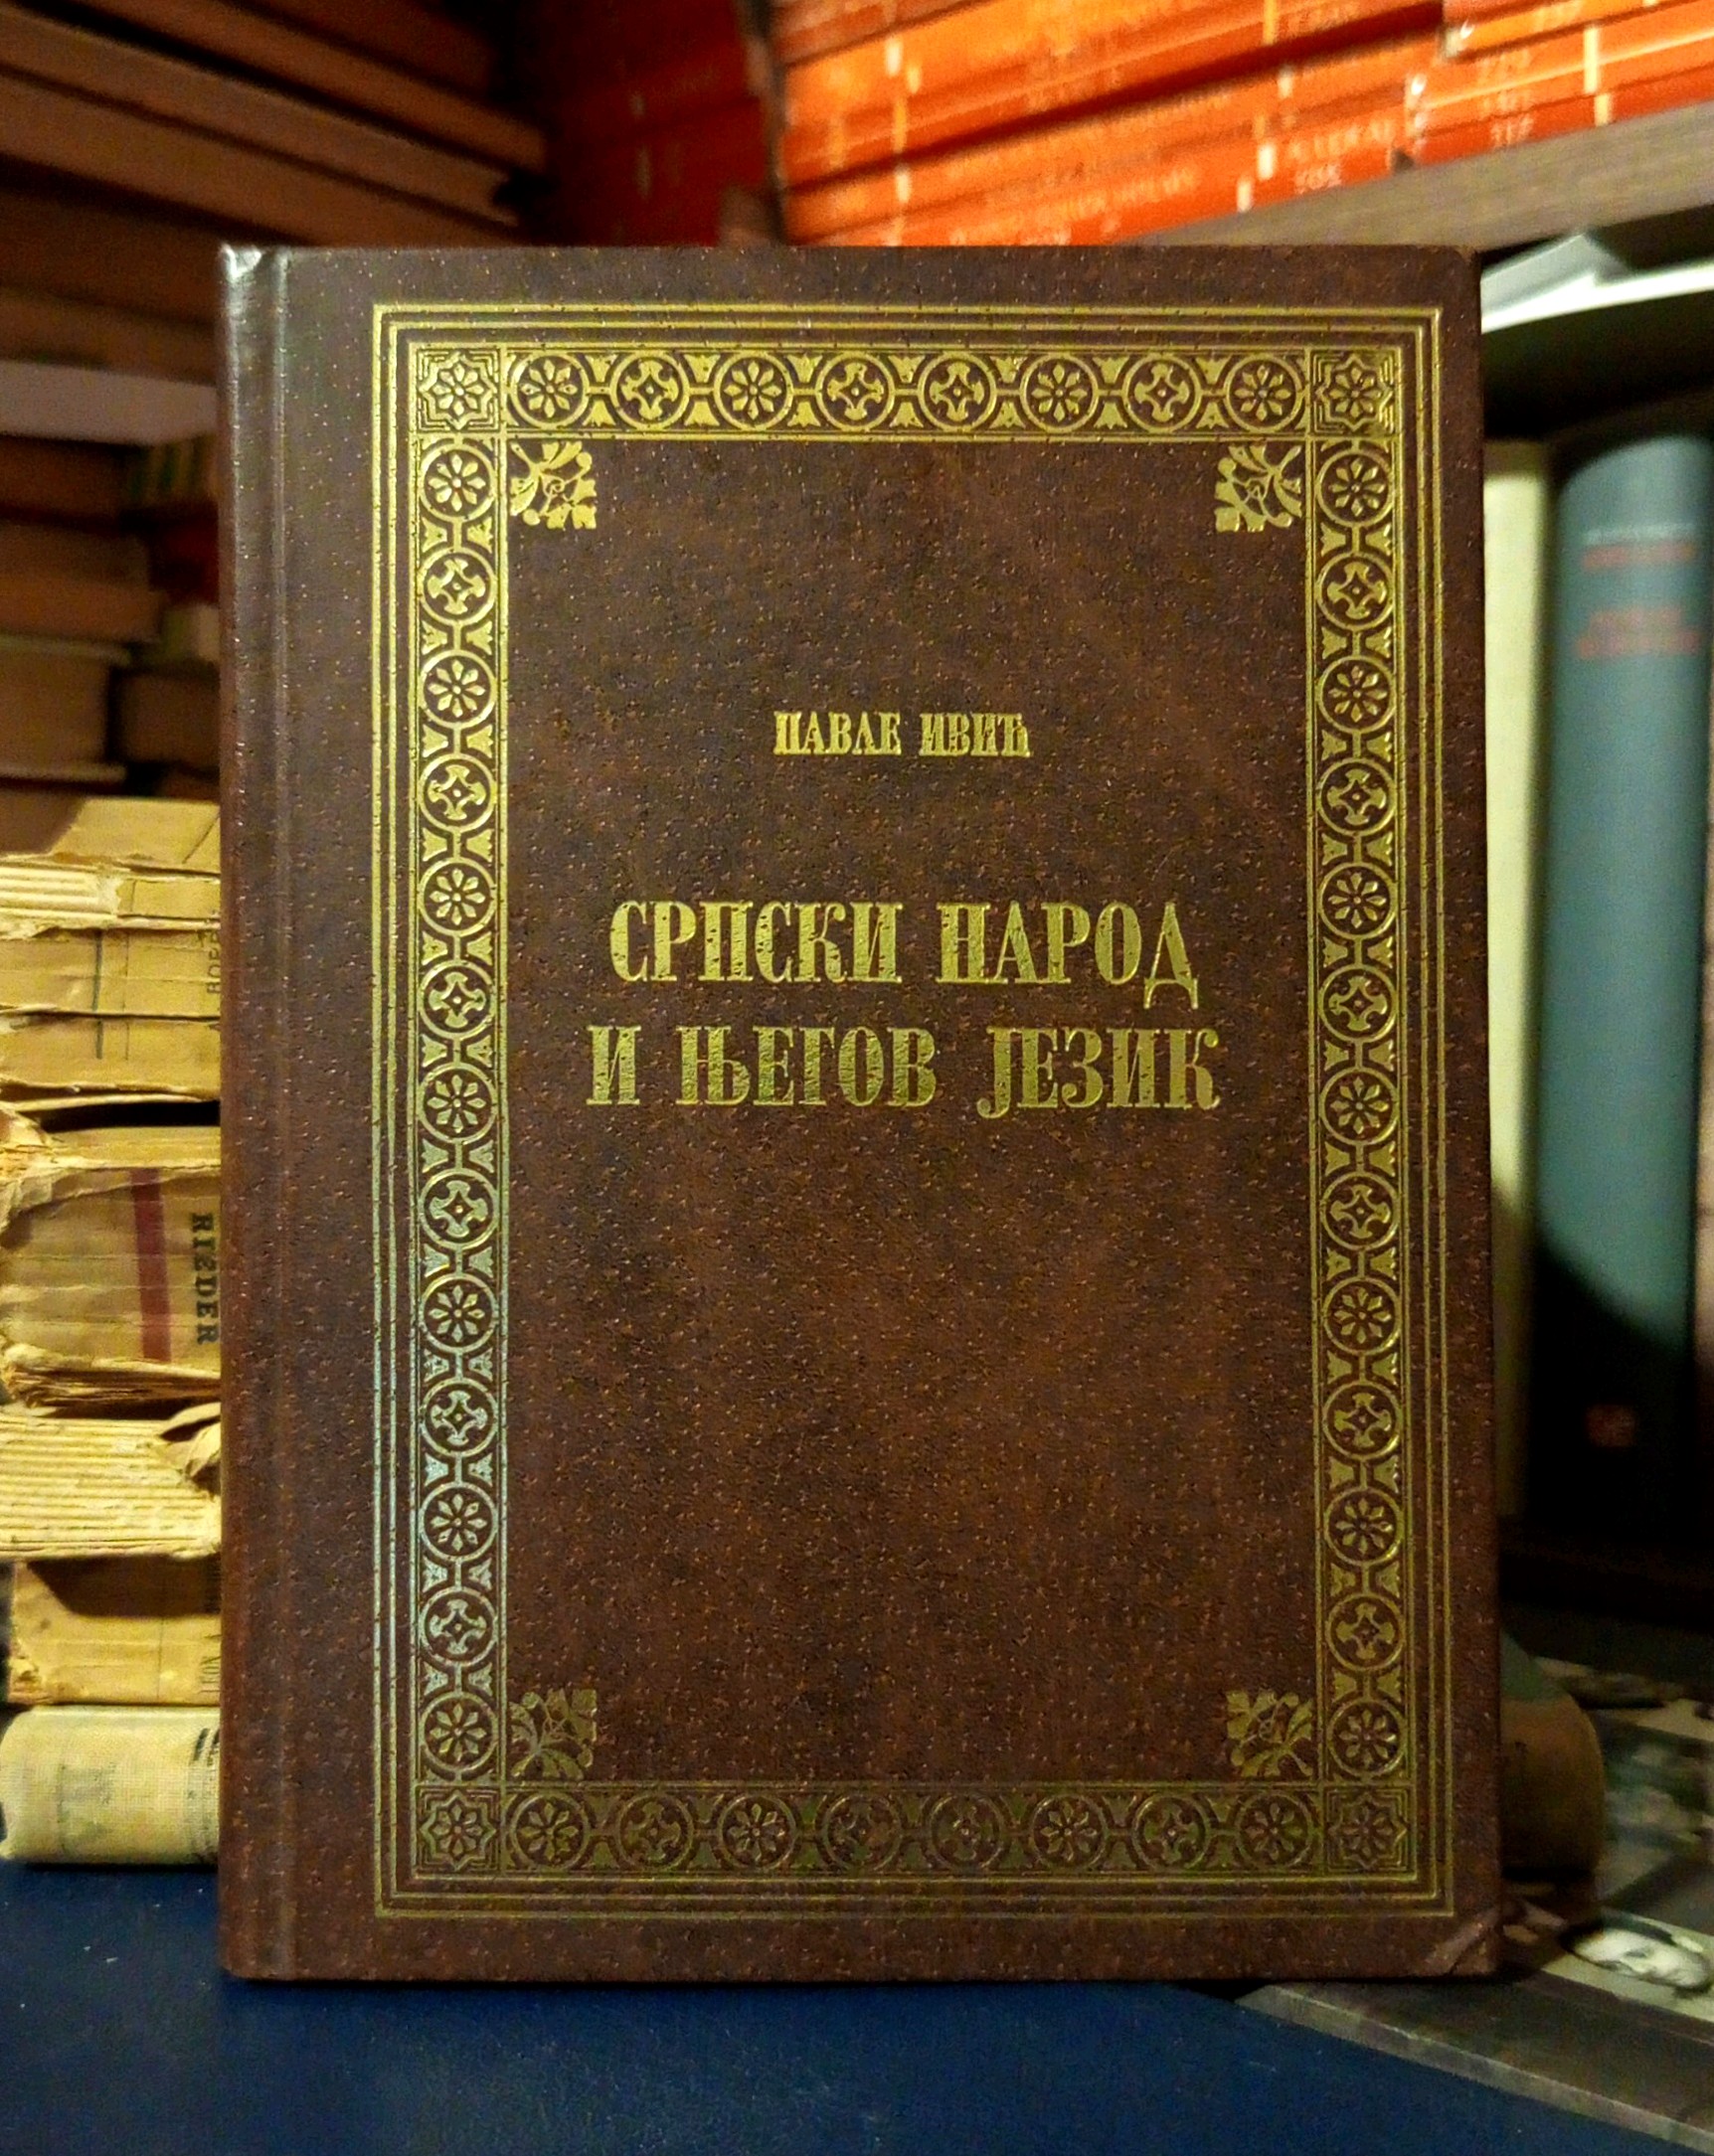 ПАВЛЕ ИВИЋ
СРПСКИ НАРОД
И ЊЕГОВ ЈЕЗИК
RIEDER